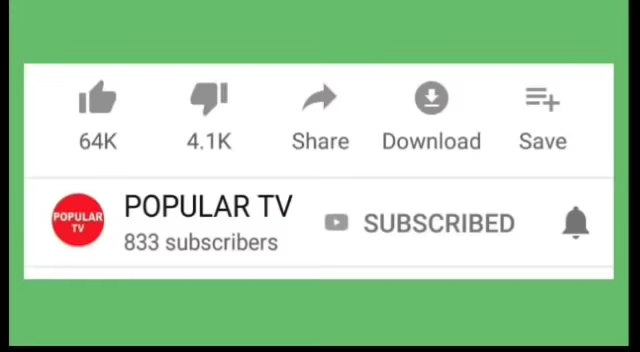 64K 4.1K Share Download Save
POPULAR TV
POPULAR TV
833 subscribers
SUBSCRIBED